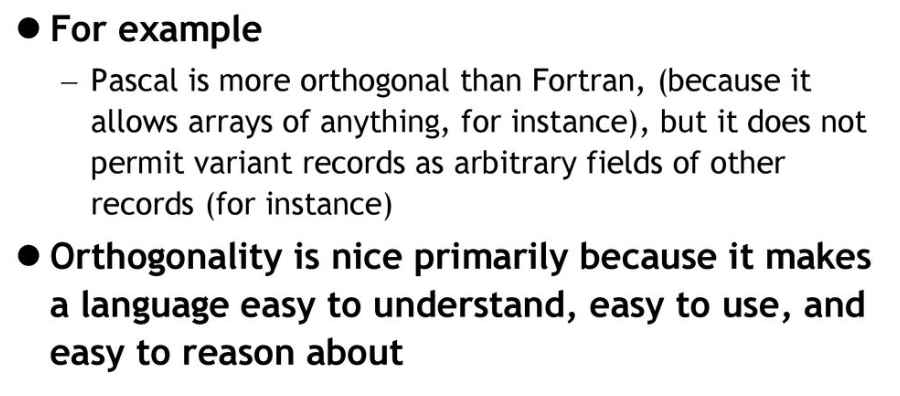 ● For example
– Pascal is more orthogonal than Fortran, (because it
allows arrays of anything, for instance), but it does not
permit variant records as arbitrary fields of other
records (for instance)
● Orthogonality is nice primarily because it makes
a language easy to understand, easy to use, and
easy to reason about